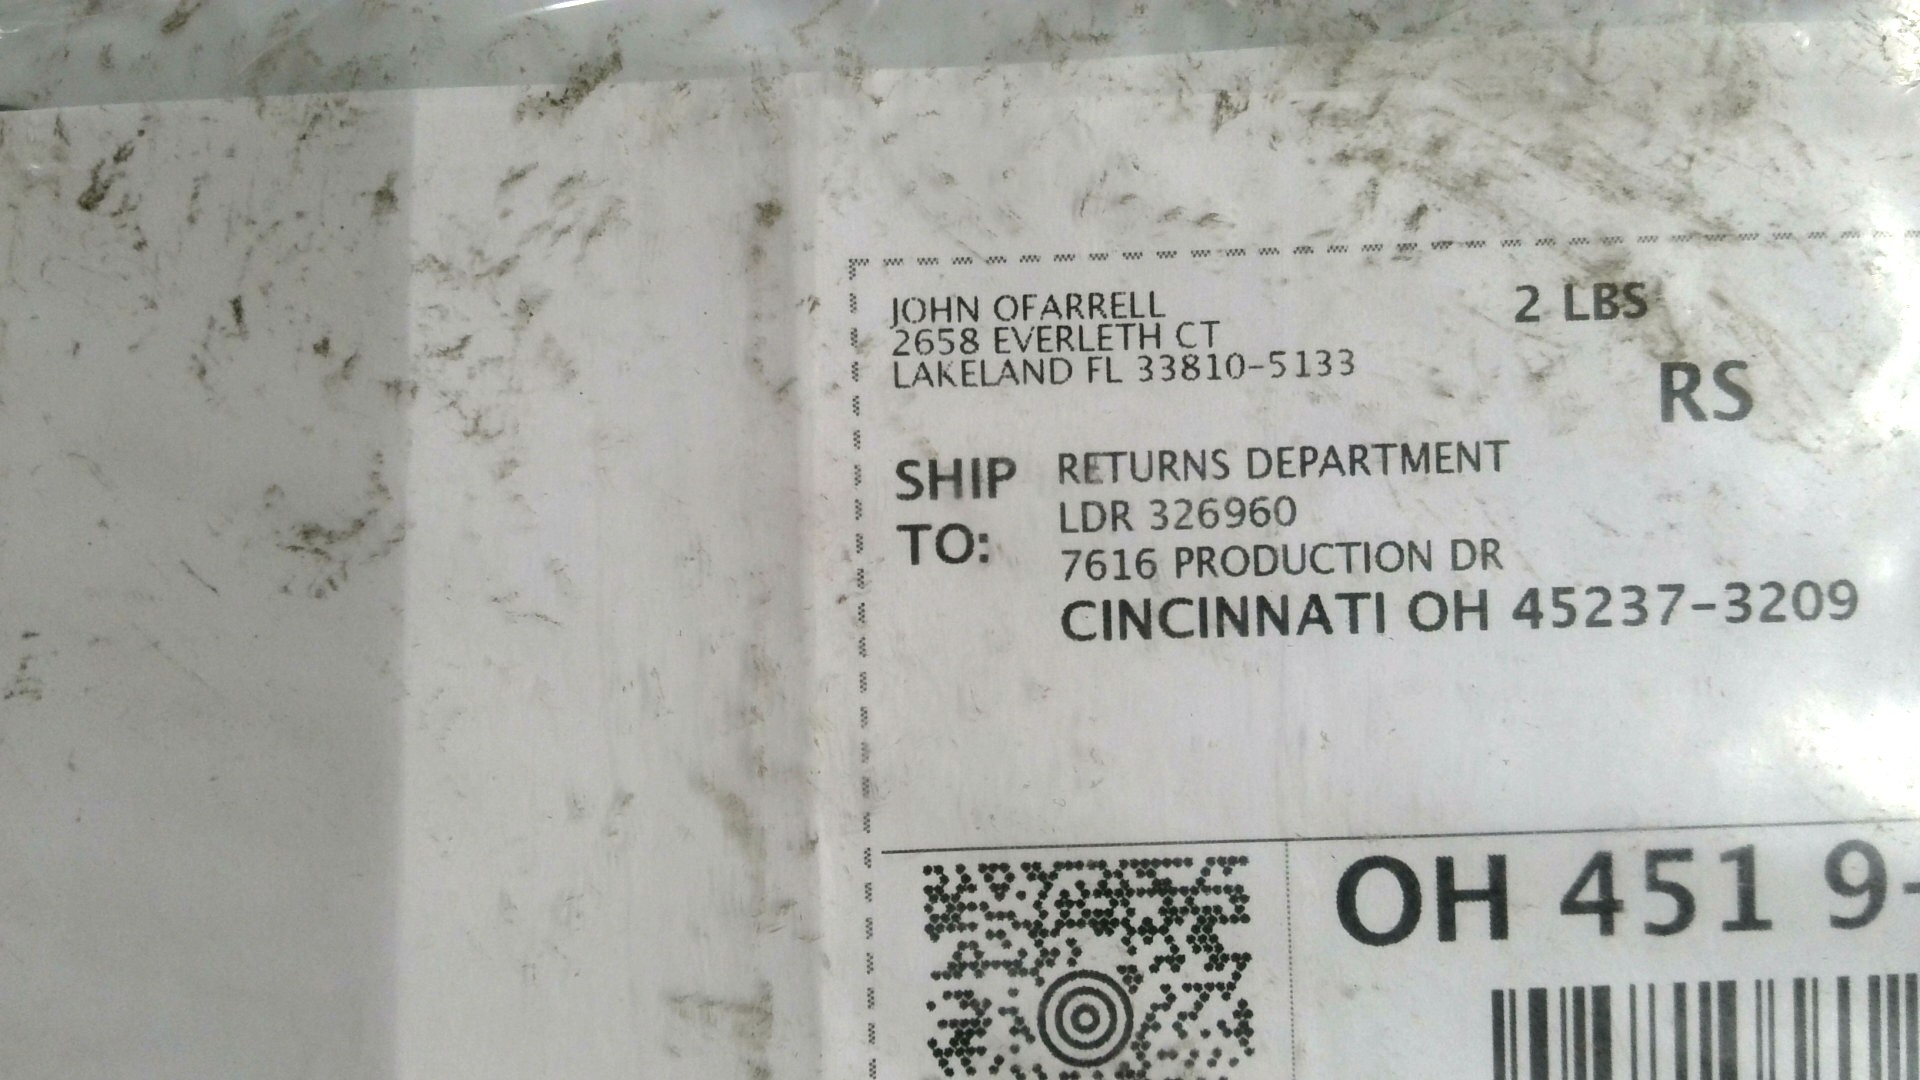 JOHN OFARRELL
2658 EVERLETH CT
LAKELAND FL 33810-5133
2 LBS
RS
SHIP TO:
RETURNS DEPARTMENT
LDR 326960
7616 PRODUCTION DR
CINCINNATI OH 45237-3209
OH 451 9-